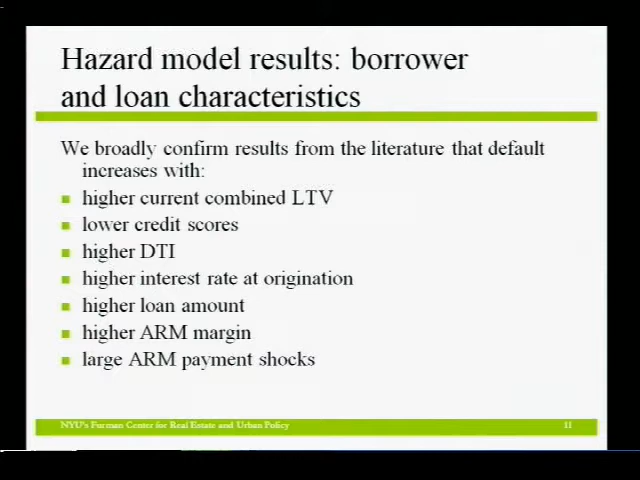 Hazard model results: borrower
and loan characteristics
We broadly confirm results from the literature that default
increases with:
higher current combined LTV
lower credit scores
higher DTI
higher interest rate at origination
higher loan amount
higher ARM margin
large ARM payment shocks
NYU's Furman Center for Real Estate and Urban Policy 11